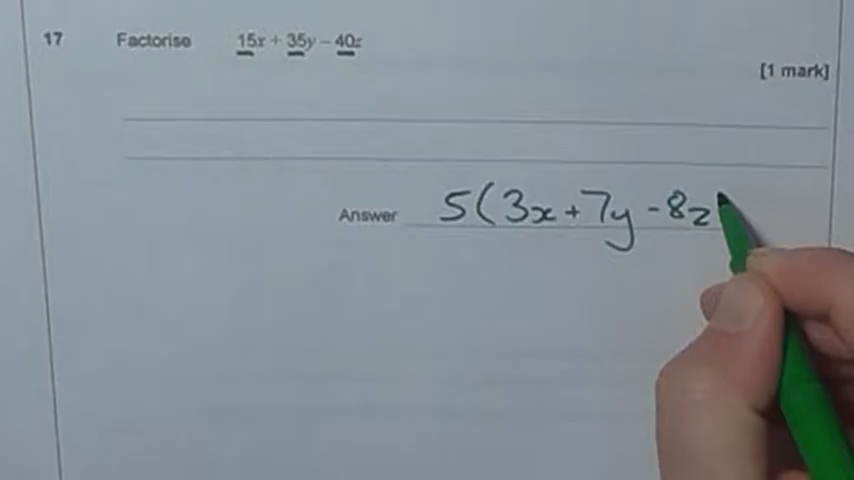 17 Factorise 15x + 35y – 40z
[1 mark]
Answer 5(3x+7y-8z